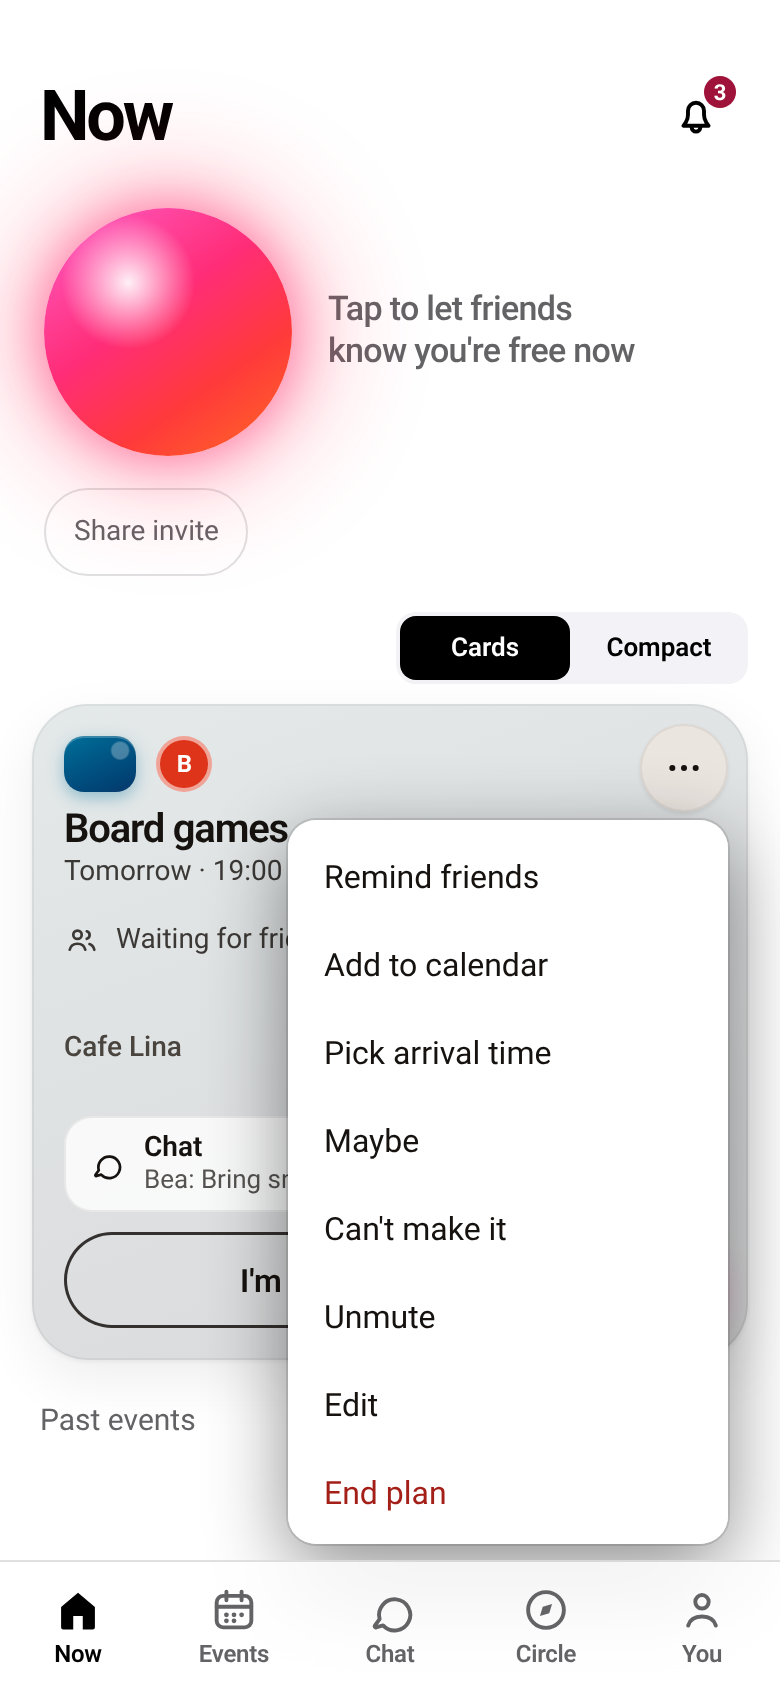 Now
3
Tap to let friends
know you're free now
Share invite
Cards
Compact
B
Board games
Tomorrow · 19:00
Waiting for
Cafe Lina
Chat
Bea: Bring
I'm
Remind friends
Add to calendar
Pick arrival time
Maybe
Can't make it
Unmute
Edit
End plan
Past events
Now
Events
Chat
Circle
You